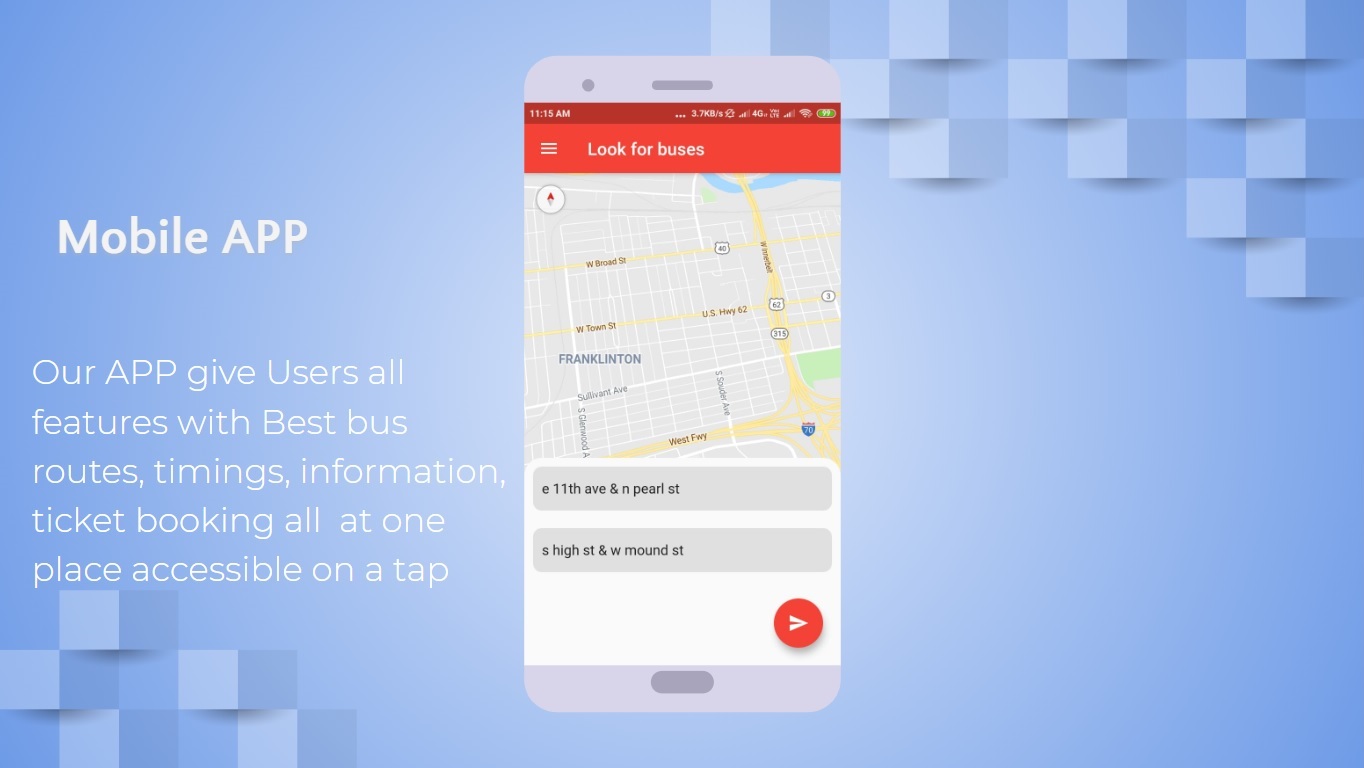 Mobile APP
Our APP give Users all
features with Best bus
routes, timings, information,
ticket booking all at one
place accessible on a tap
11:15 AM
... 3.7KB/s 4G VoLTE 99
Look for buses
40
W Broad St
W Innerbelt
3
62
U.S. Hwy 62
W Town St
315
FRANKLINTON
Sullivant Ave
S Souder Ave
S Glenwood A
70
West Fwy
e 11th ave & n pearl st
s high st & w mound st